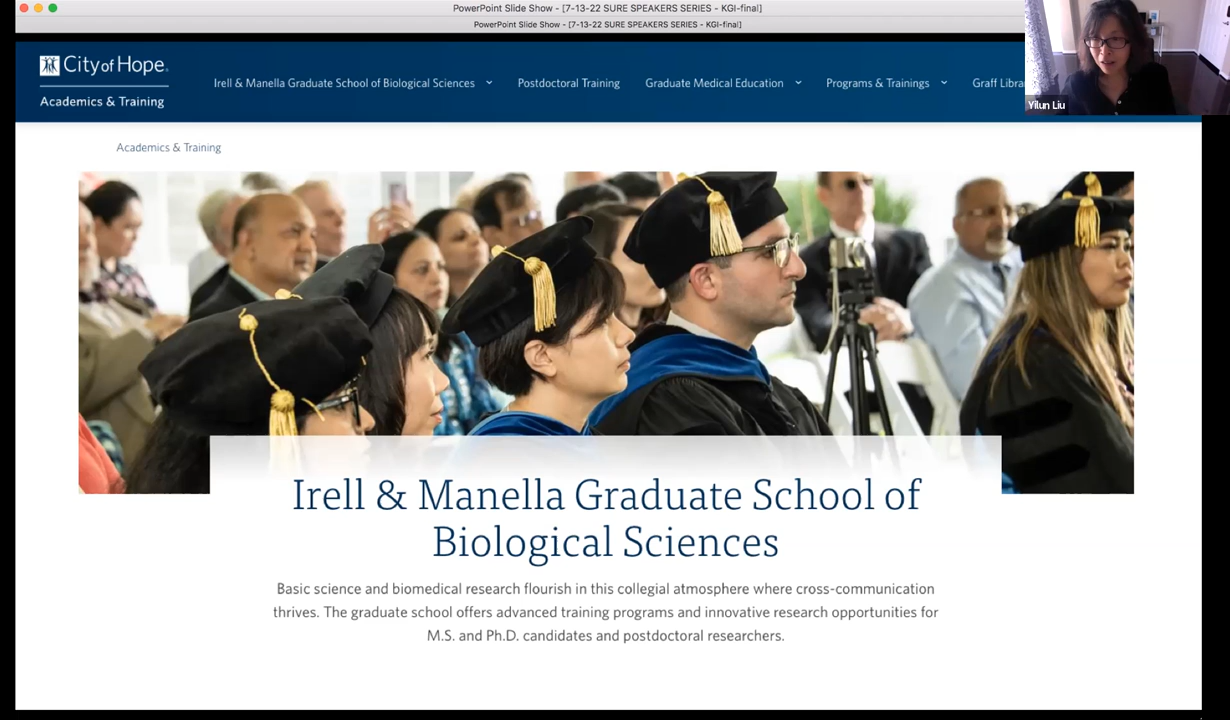 PowerPoint Slide Show - [7-13-22 SURE SPEAKERS SERIES - KGI-final]
PowerPoint Slide Show - [7-13-22 SURE SPEAKERS SERIES - KGI-final]
City of Hope.
Academics & Training
Irell & Manella Graduate School of Biological Sciences
Postdoctoral Training
Graduate Medical Education
Programs & Trainings
Graff Libra
Yilun Liu
Academics & Training
Irell & Manella Graduate School of
Biological Sciences
Basic science and biomedical research flourish in this collegial atmosphere where cross-communication
thrives. The graduate school offers advanced training programs and innovative research opportunities for
M.S. and Ph.D. candidates and postdoctoral researchers.